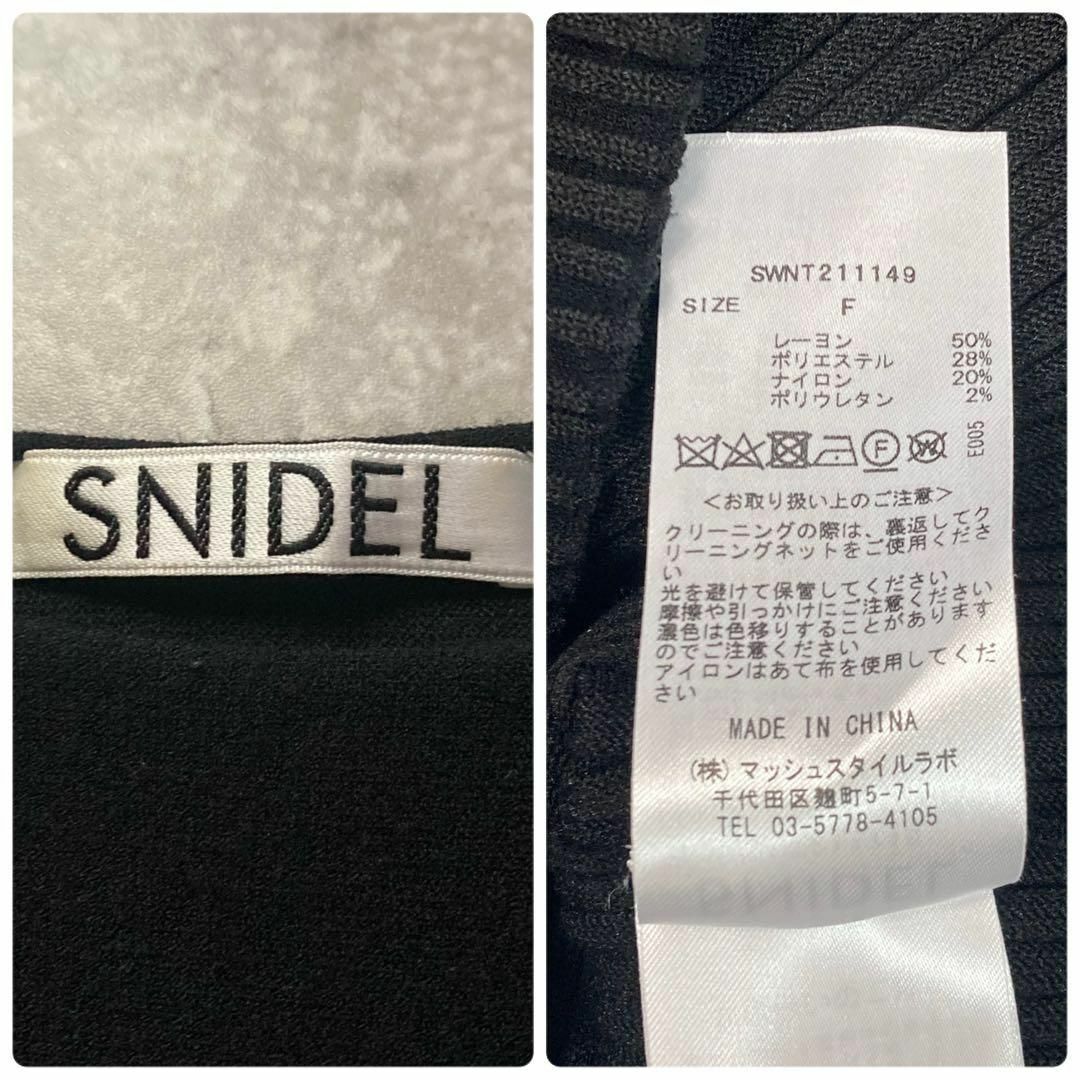 SNIDEL
SWNT211149
SIZE F
レーヨン 50%
ポリエステル 28%
ナイロン 20%
ポリウレタン 2%
E005
F W
<お取り扱い上のご注意>
クリーニングの際は、裏返してク
リーニングネットをご使用くださ
い
光を避けて保管してください
摩擦や引っかけにご注意ください
濃色は色移りすることがあります
のでご注意ください
アイロンはあて布を使用してくだ
さい
MADE IN CHINA
(株)マッシュスタイルラボ
千代田区麹町5-7-1
TEL 03-5778-4105
SNIDEL